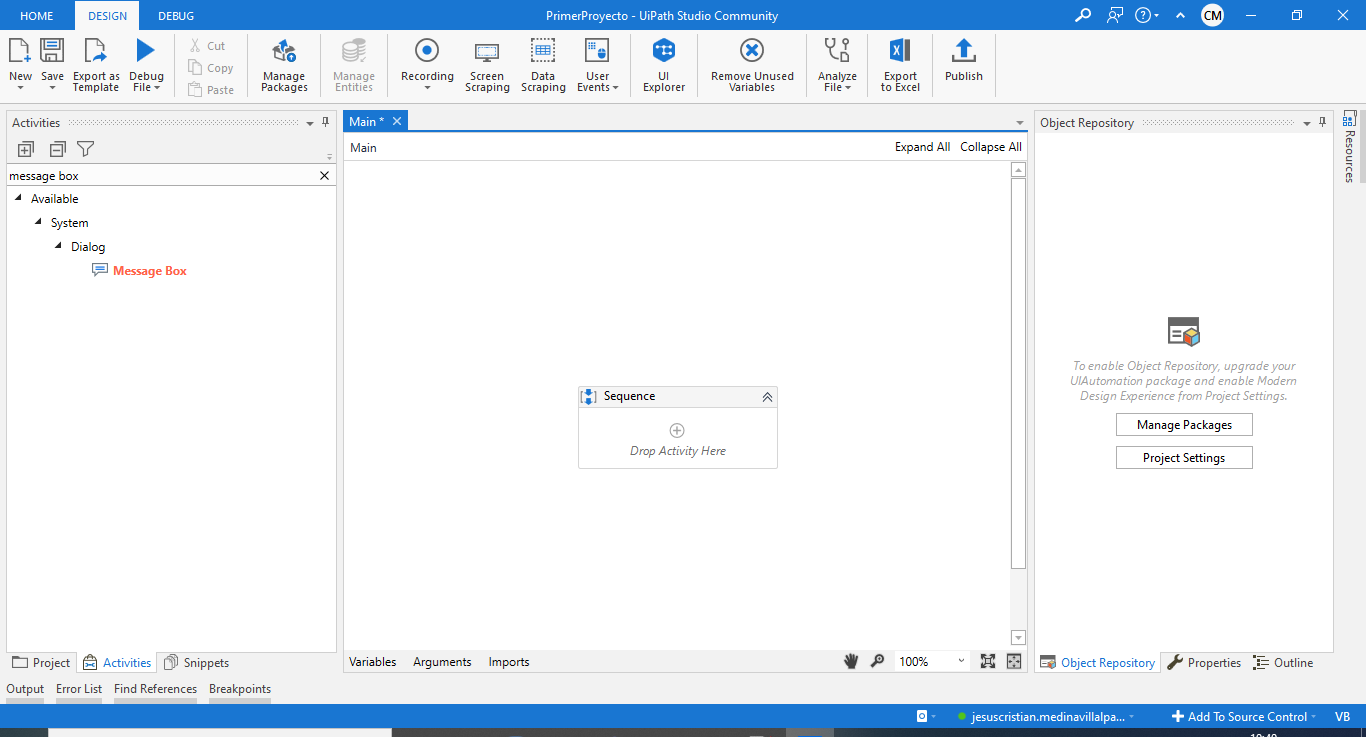 HOME DESIGN DEBUG PrimerProyecto - UiPath Studio Community CM
New Save Export as Template Debug File Cut Copy Paste Manage Packages Manage Entities Recording Screen Scraping Data Scraping User Events UI Explorer Remove Unused Variables Analyze File Export to Excel Publish
Activities
message box
Available
System
Dialog
Message Box
Project Activities Snippets
Main *
Main Expand All Collapse All
Sequence
Drop Activity Here
Variables Arguments Imports 100%
Object Repository
To enable Object Repository, upgrade your
UIAutomation package and enable Modern
Design Experience from Project Settings.
Manage Packages
Project Settings
Object Repository Properties Outline
Resources
Output Error List Find References Breakpoints
jesuscristian.medinavillalpa... Add To Source Control VB